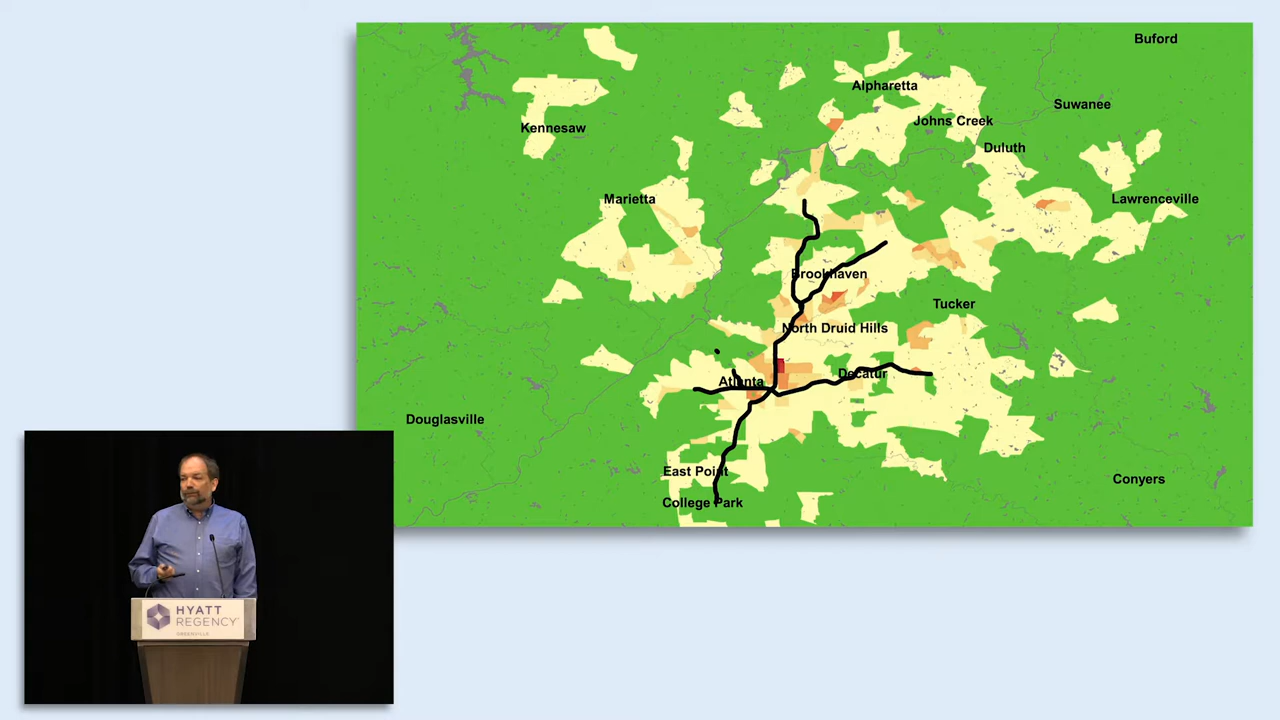 Buford
Alpharetta
Suwanee
Johns Creek
Kennesaw
Duluth
Marietta
Lawrenceville
Brookhaven
Tucker
North Druid Hills
Atlanta
Decatur
Douglasville
East Point
College Park
Conyers
HYATT
REGENCY
GREENVILLE